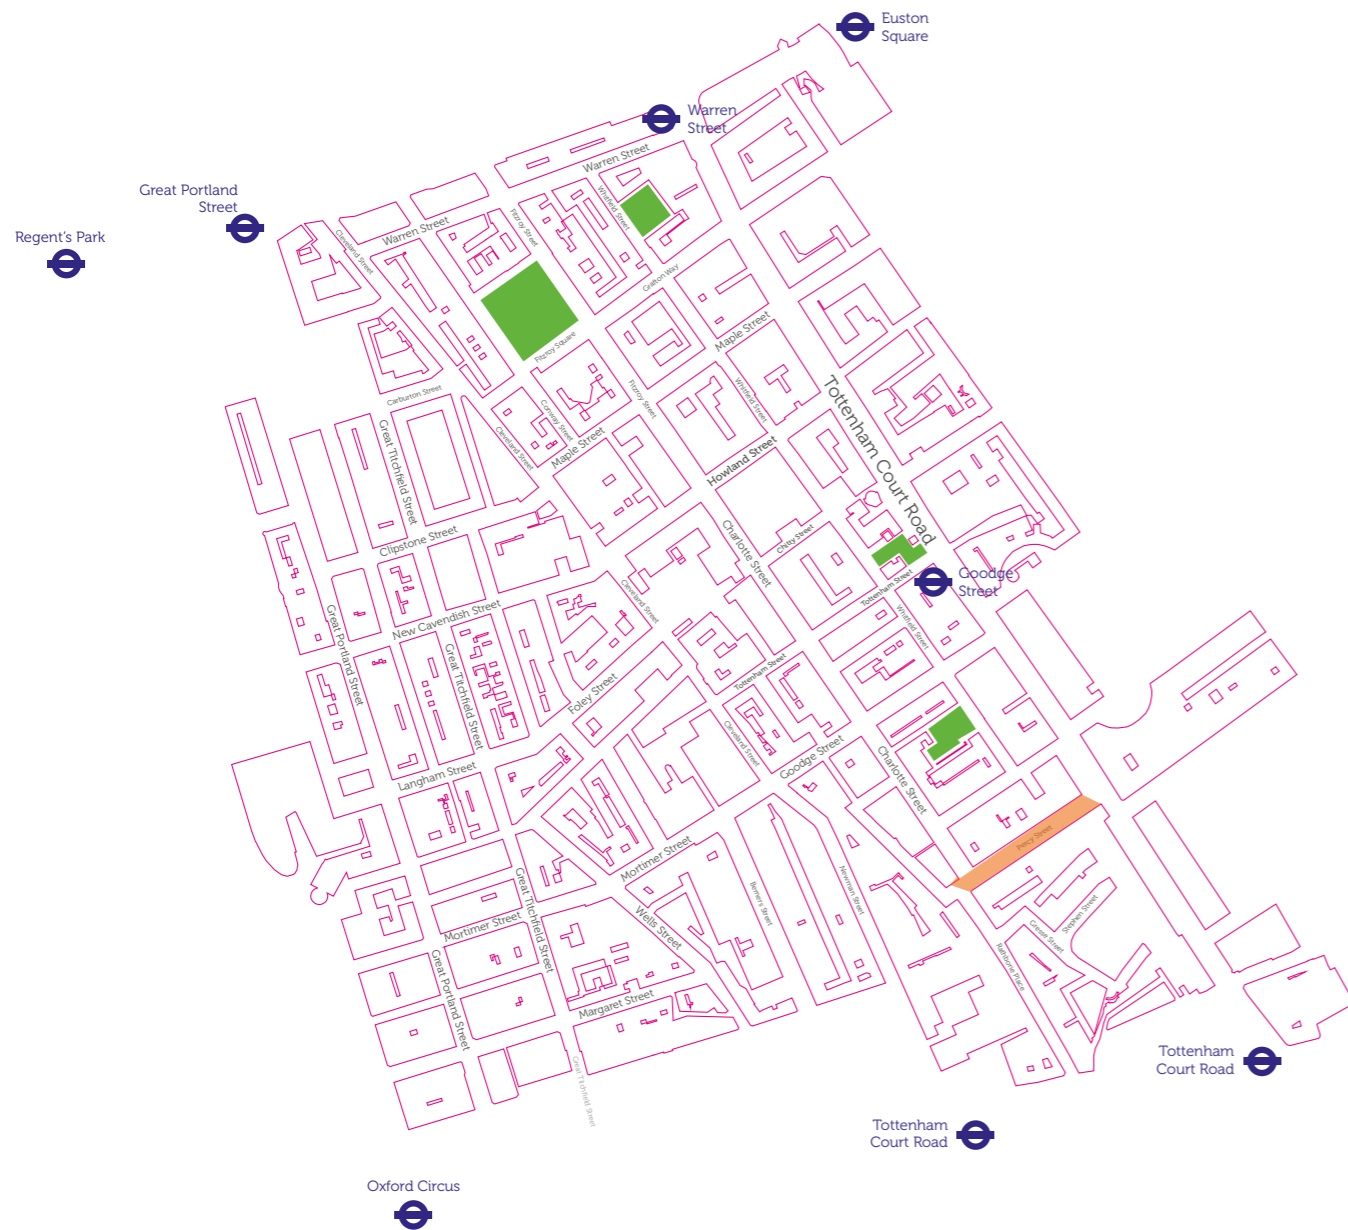 Euston
Square
Warren
Street
Warren Street
Great Portland
Street
Whitfield Street
Fitzroy Street
Warren Street
Regent's Park
Cleveland Street
Grafton Way
Maple Street
Fitzroy Square
Carburton Street
Fitzroy Street
Whitfield Street
Tottenham Court Road
Conway Street
Great Titchfield Street
Cleveland Street
Maple Street
Howland Street
Clipstone Street
Charlotte Street
Chitty Street
Goodge
Street
Tottenham Street
Cleveland Street
New Cavendish Street
Whitfield Street
Great Portland Street
Great Titchfield Street
Tottenham Street
Foley Street
Cleveland Street
Goodge Street
Langham Street
Charlotte Street
Percy Street
Mortimer Street
Newman Street
Berners Street
Great Titchfield Street
Wells Street
Mortimer Street
Stephen Street
Gresse Street
Rathbone Place
Great Portland Street
Margaret Street
Great Titchfield Street
Tottenham
Court Road
Tottenham
Court Road
Oxford Circus